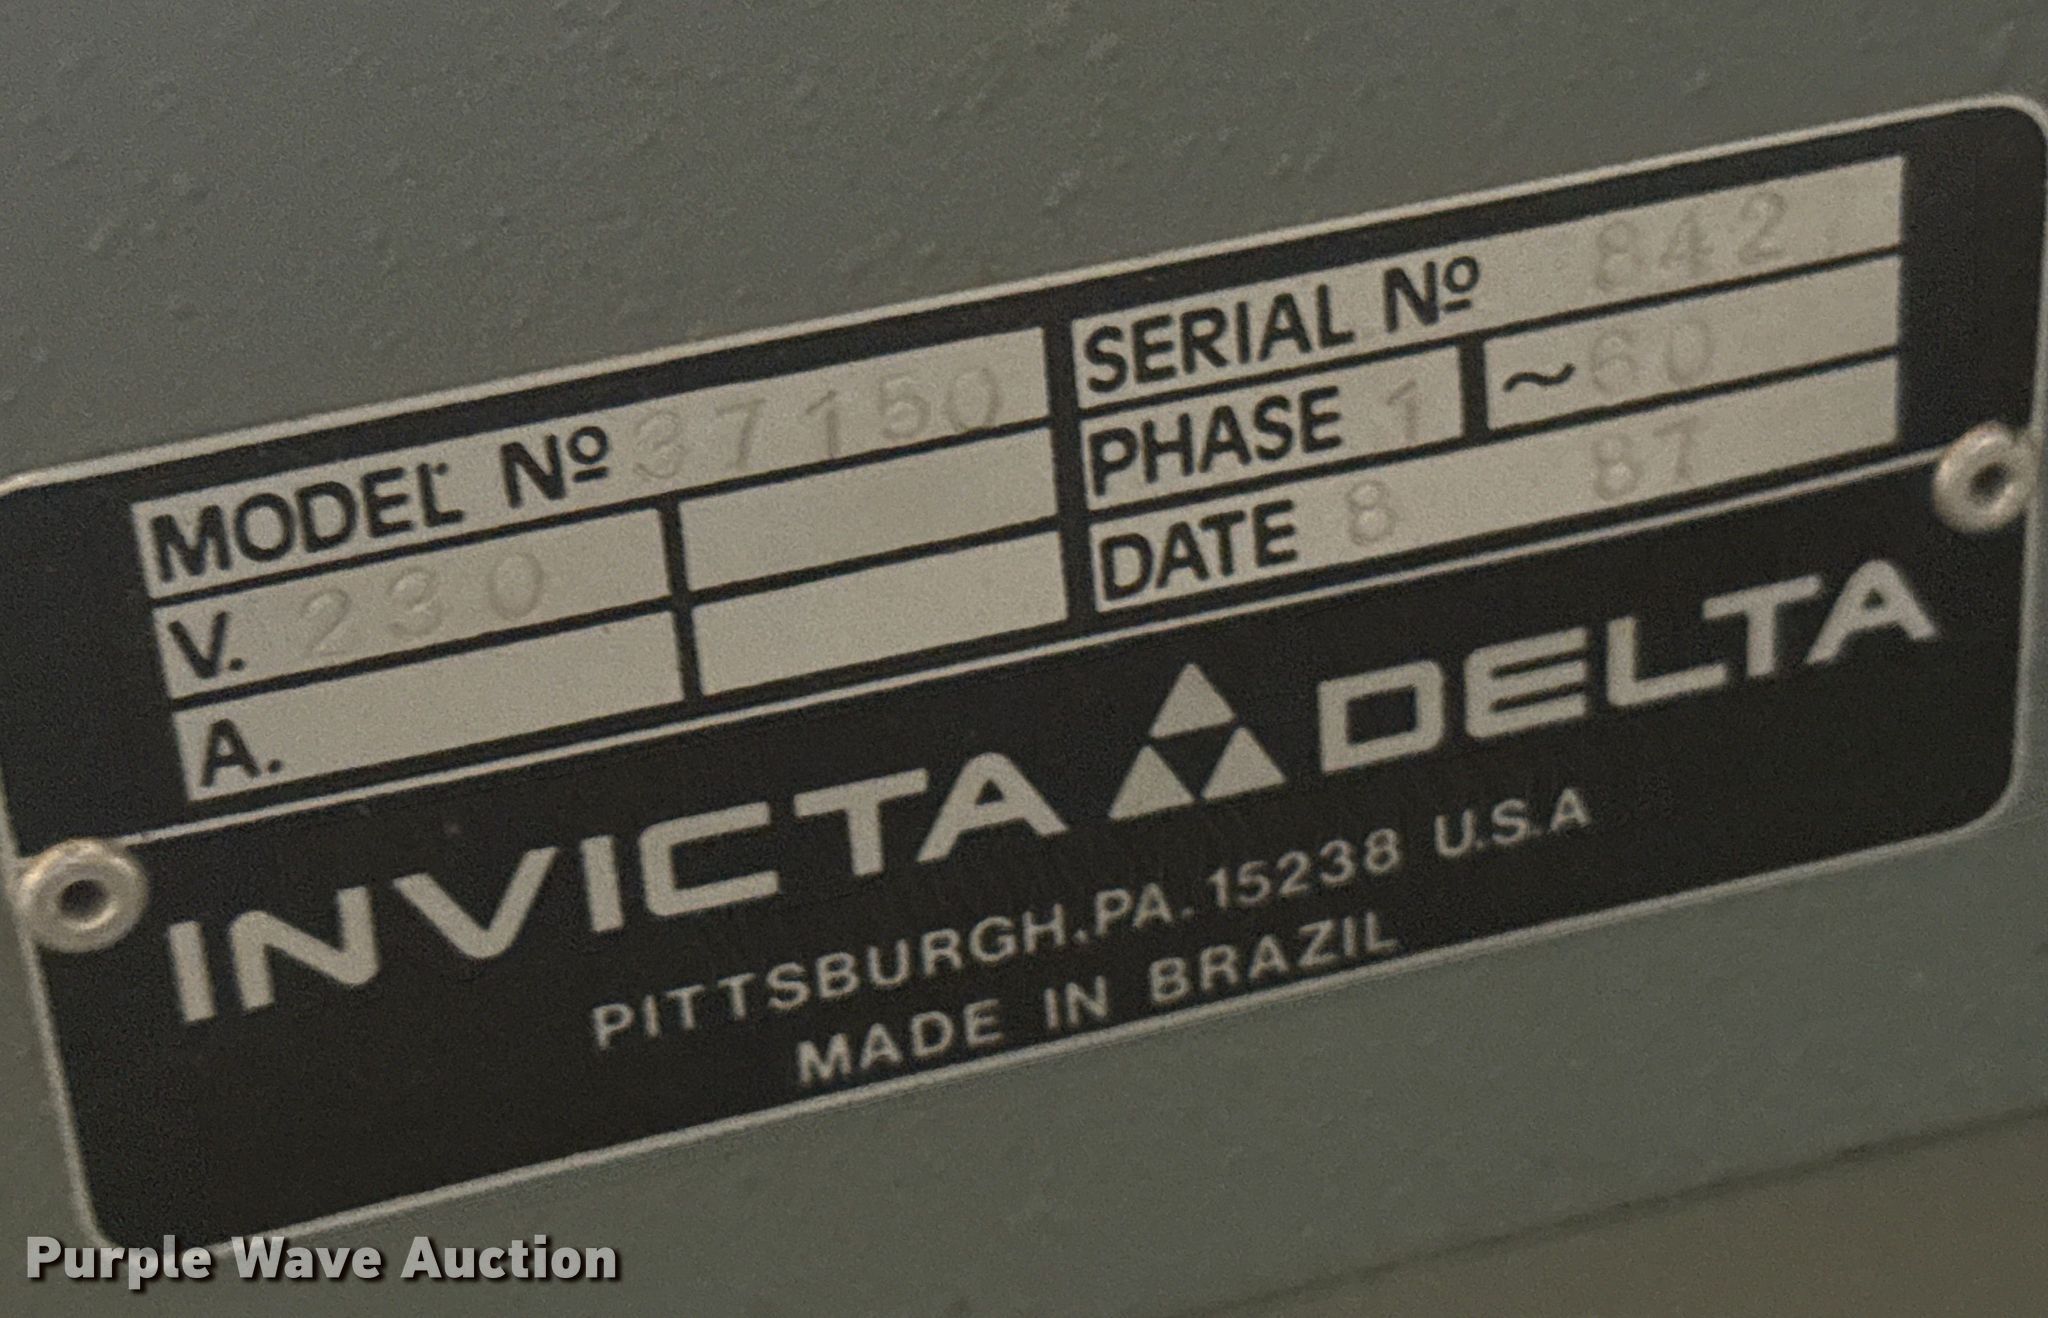 MODEL Nº 37150
SERIAL Nº 842
V. 230
PHASE 1 ~ 60
A.
DATE 8 87
INVICTA DELTA
PITTSBURGH, PA. 15238 U.S.A
MADE IN BRAZIL
Purple Wave Auction